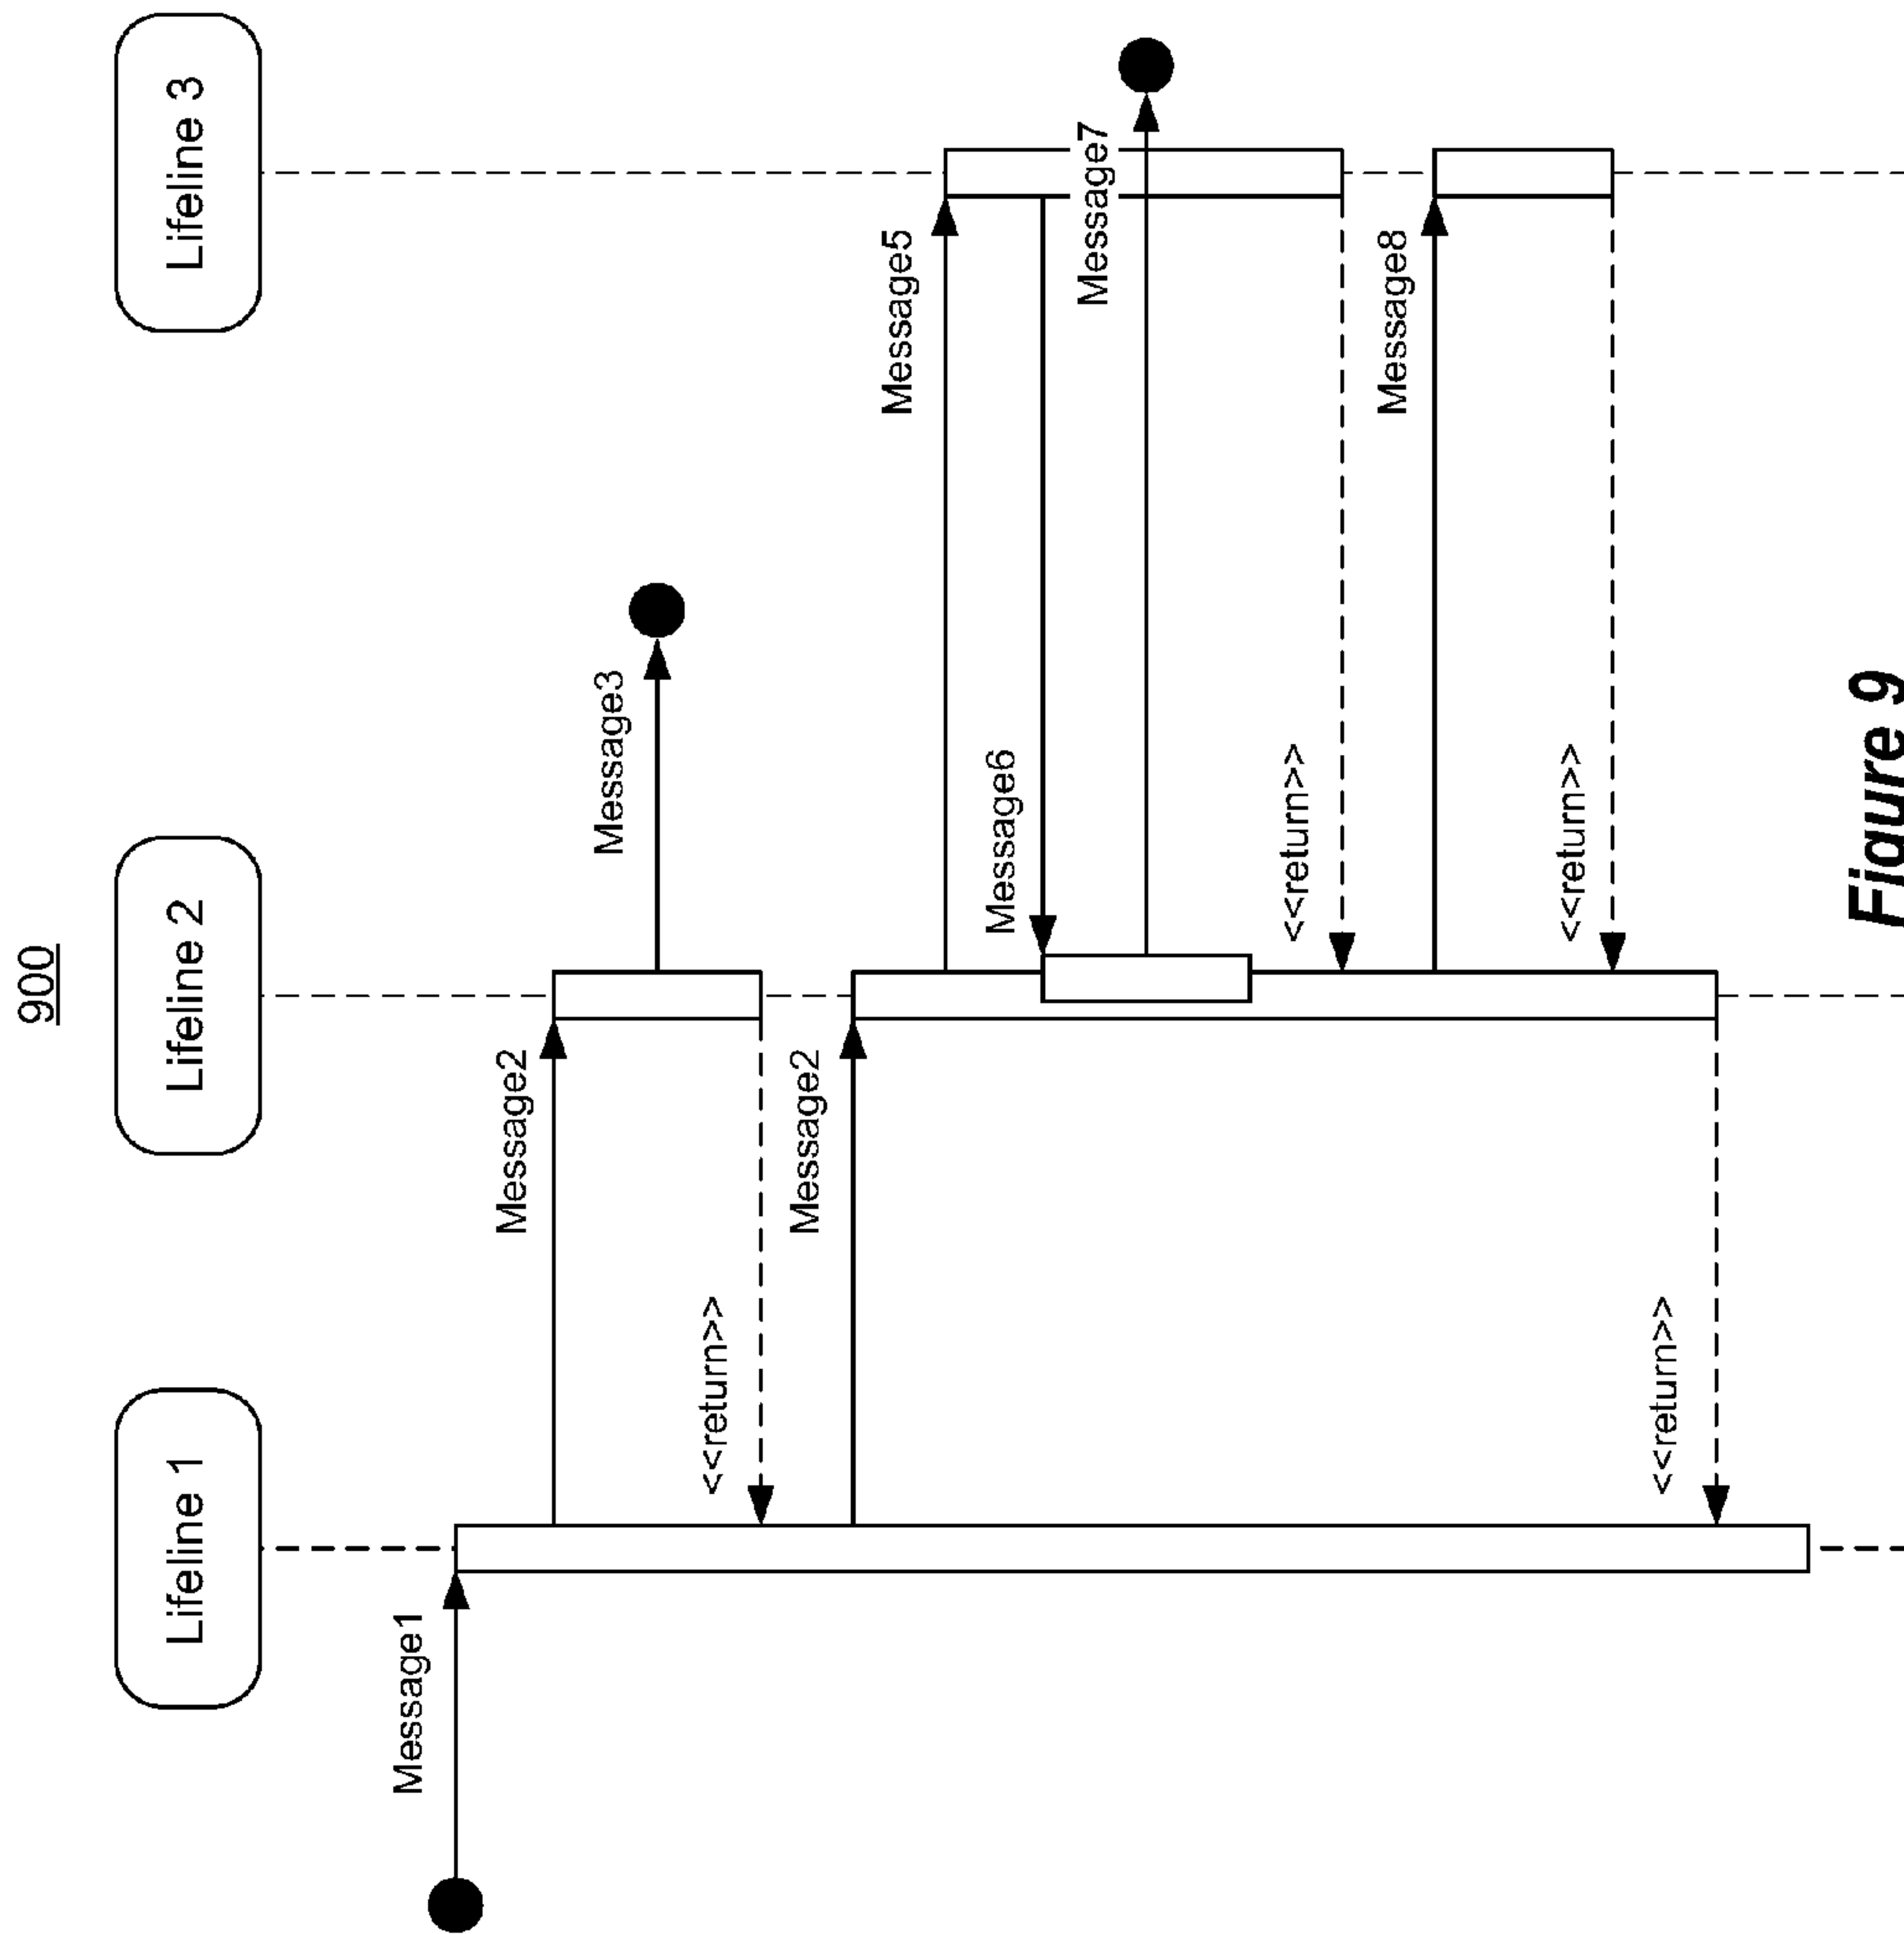 900
Lifeline 1
Lifeline 2
Lifeline 3
Message1
Message2
Message3
<<return>>
Message2
Message5
Message6
Message7
<<return>>
Message8
<<return>>
<<return>>
Figure 9